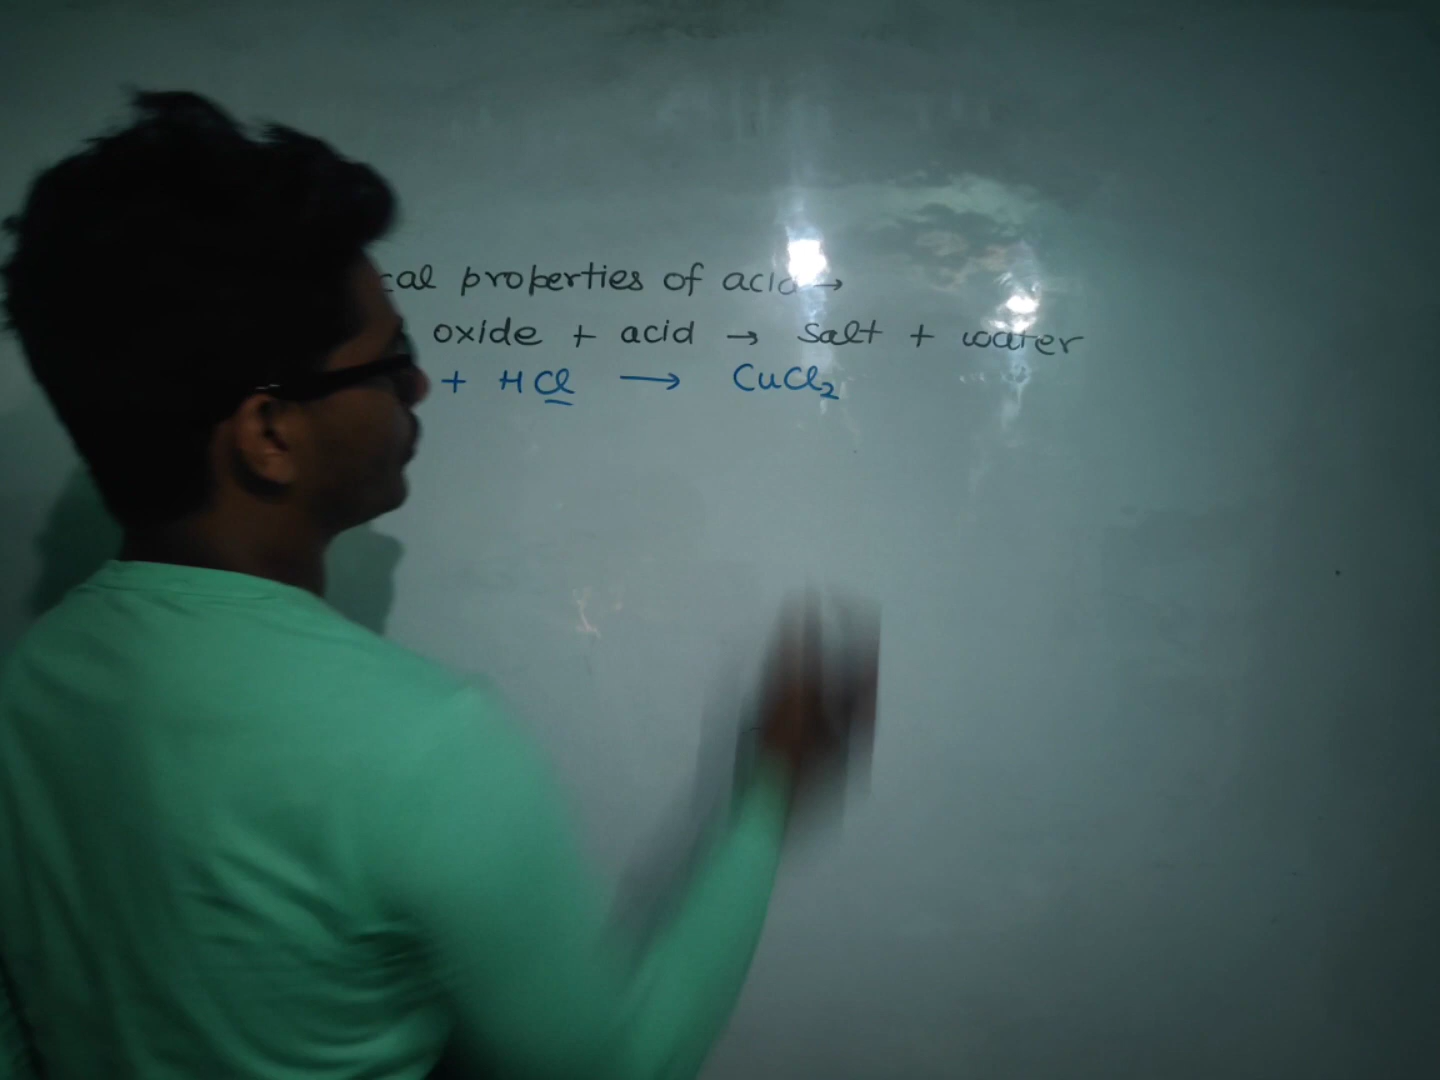 cal properties of acid →
oxide + acid → salt + water
+ HCl ⟶ CuCl₂